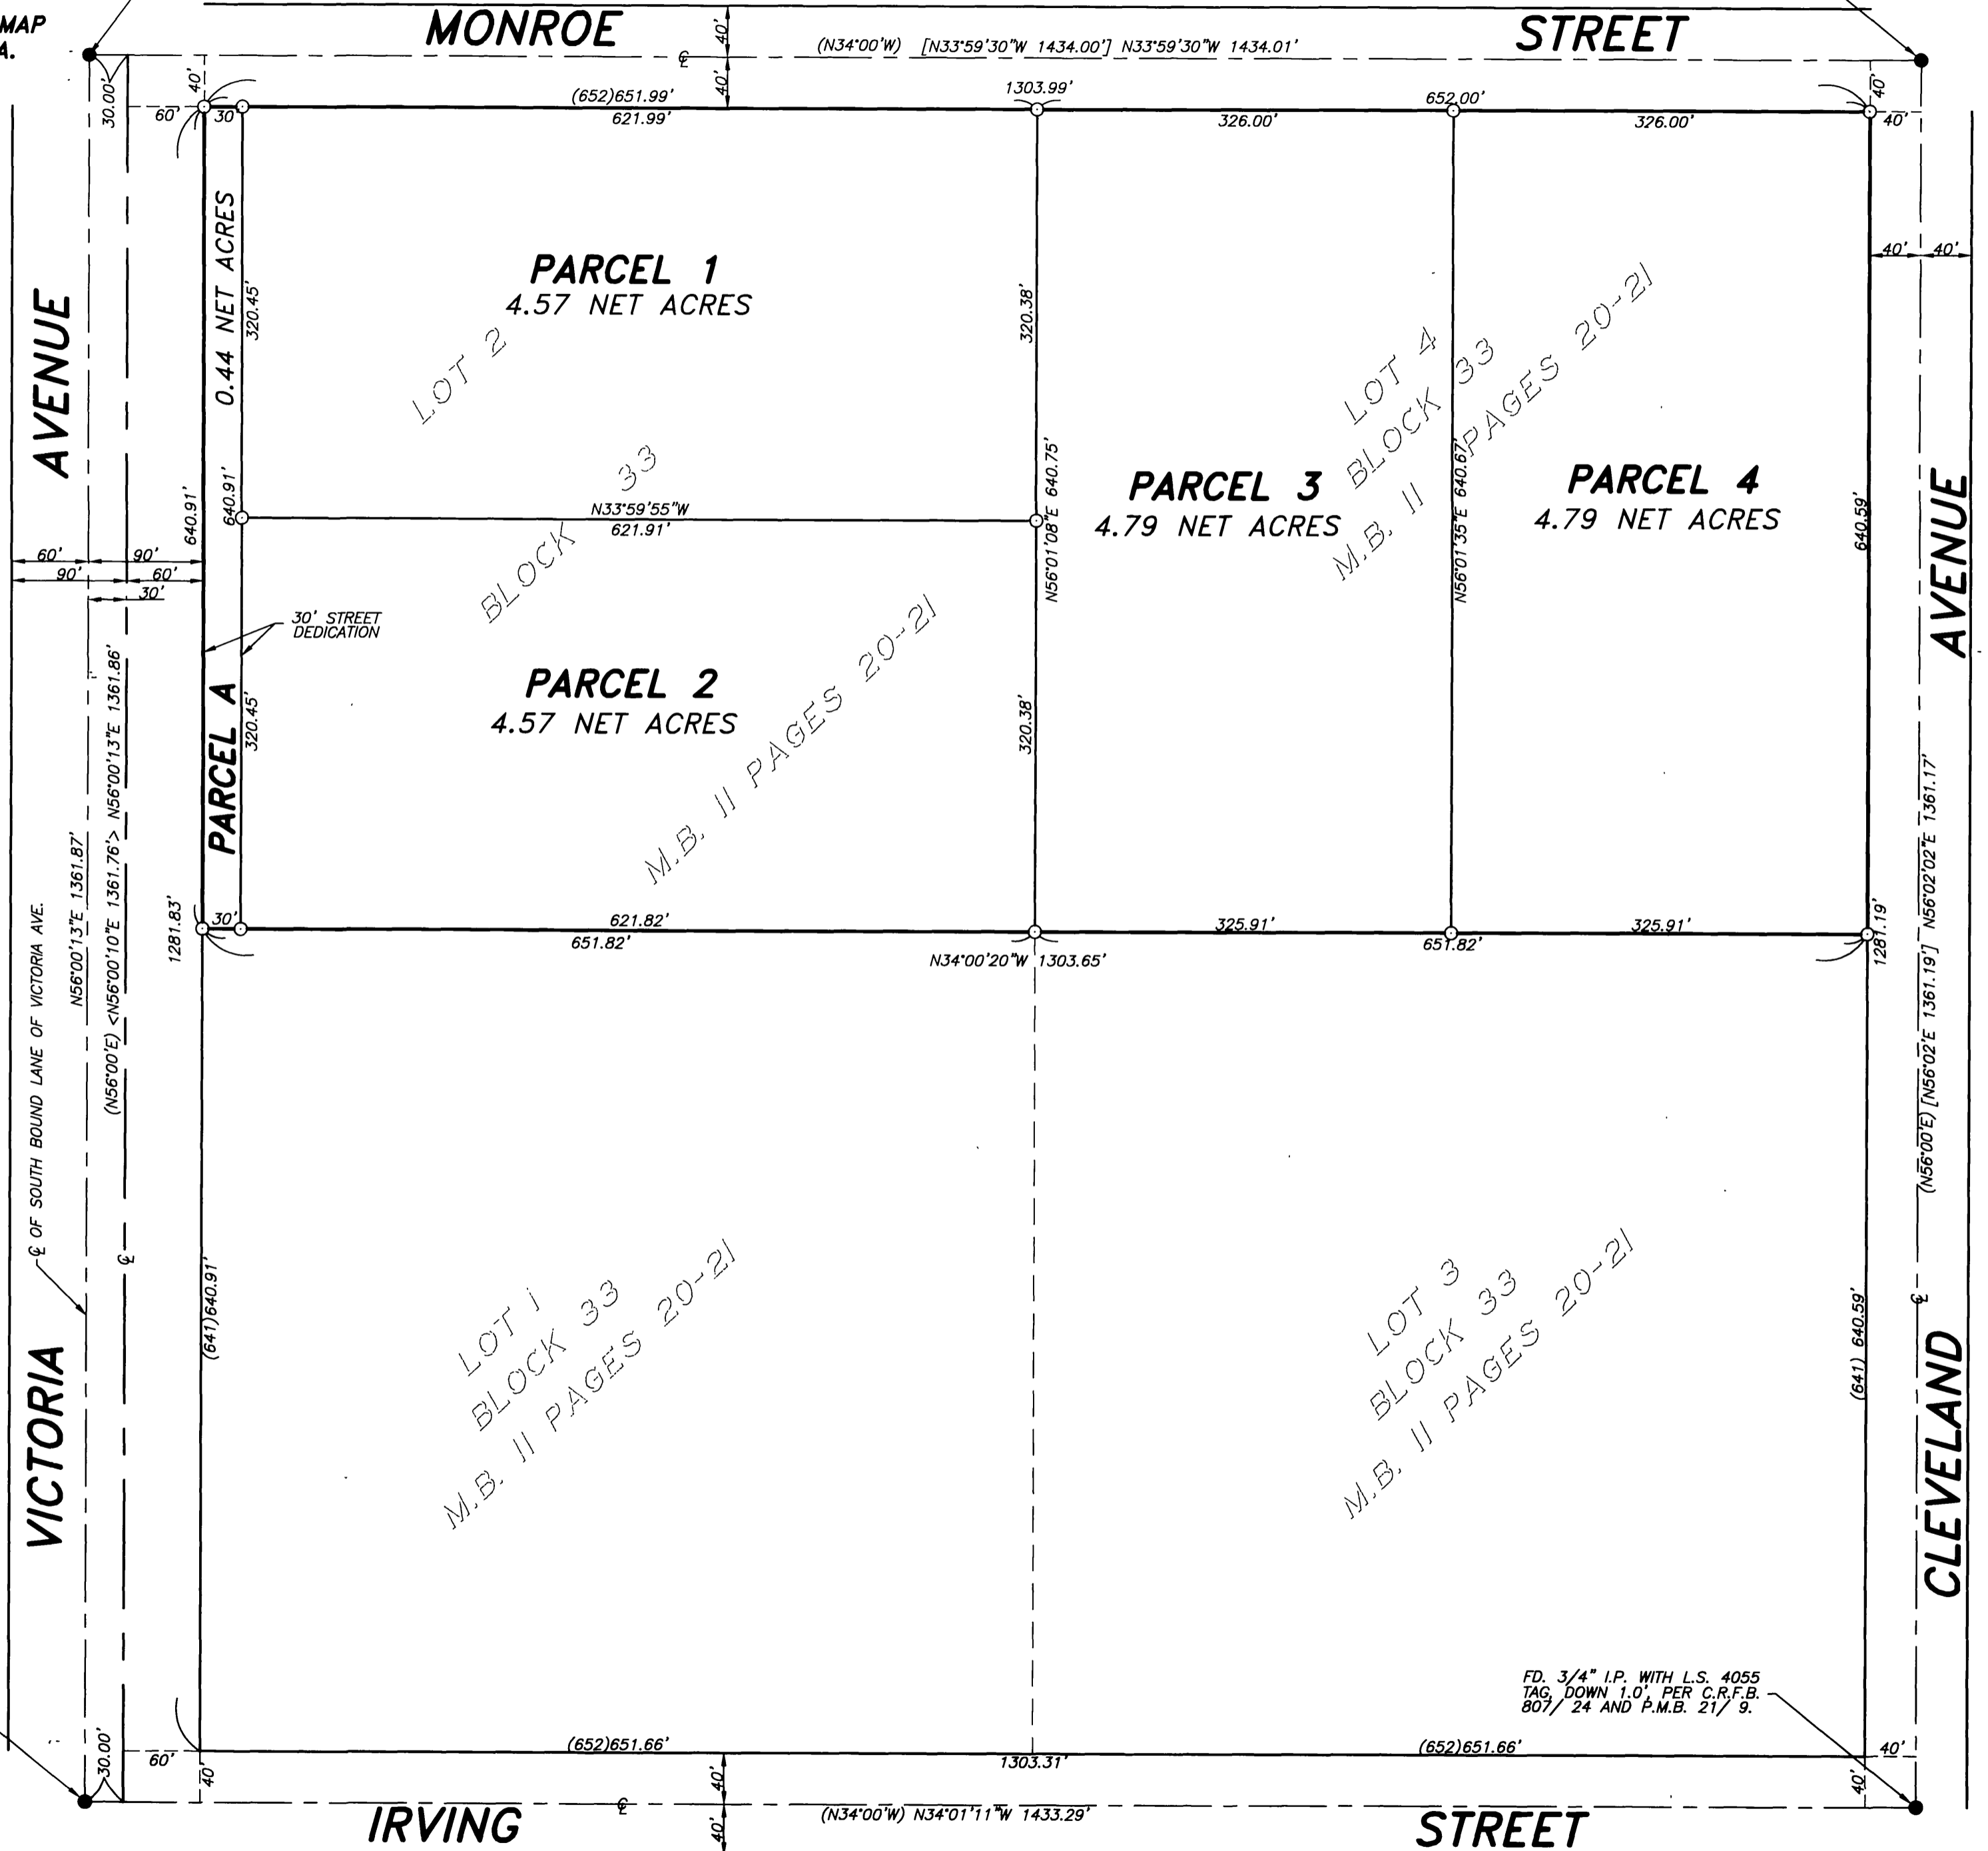 MAP
A.
MONROE STREET
40'
40'
(N34°00'W) [N33°59'30"W 1434.00'] N33°59'30"W 1434.01'
℄
30.00'
40'
60'
30'
(652)651.99'
621.99'
1303.99'
326.00'
652.00'
326.00'
40'
40'
AVENUE
0.44 NET ACRES
320.45'
PARCEL 1
4.57 NET ACRES
320.38'
LOT 2
BLOCK 33
M.B. 11 PAGES 20-21
LOT 4
BLOCK 33
M.B. 11 PAGES 20-21
40'
40'
640.91'
640.91'
N33°59'55"W
621.91'
N56°01'08"E 640.75'
PARCEL 3
4.79 NET ACRES
N56°01'35"E 640.67'
PARCEL 4
4.79 NET ACRES
640.59'
AVENUE
60'
90'
90'
60'
30'
30' STREET
DEDICATION
PARCEL A
320.45'
PARCEL 2
4.57 NET ACRES
320.38'
N56°00'13"E 1361.87'
(N56°00'E) <N56°00'10"E 1361.76'> N56°00'13"E 1361.86'
(N56°00'E) [N56°02'E 1361.19'] N56°02'02"E 1361.17'
1281.83'
30'
621.82'
651.82'
N34°00'20"W 1303.65'
325.91'
651.82'
325.91'
1281.19'
℄ OF SOUTH BOUND LANE OF VICTORIA AVE.
℄
℄
(641)640.91'
LOT 1
BLOCK 33
M.B. 11 PAGES 20-21
LOT 3
BLOCK 33
M.B. 11 PAGES 20-21
(641) 640.59'
VICTORIA
CLEVELAND
FD. 3/4" I.P. WITH L.S. 4055
TAG, DOWN 1.0', PER C.R.F.B.
807/ 24 AND P.M.B. 21/ 9.
30.00'
60'
40'
(652)651.66'
1303.31'
(652)651.66'
40'
40'
40'
40'
℄
(N34°00'W) N34°01'11"W 1433.29'
IRVING STREET